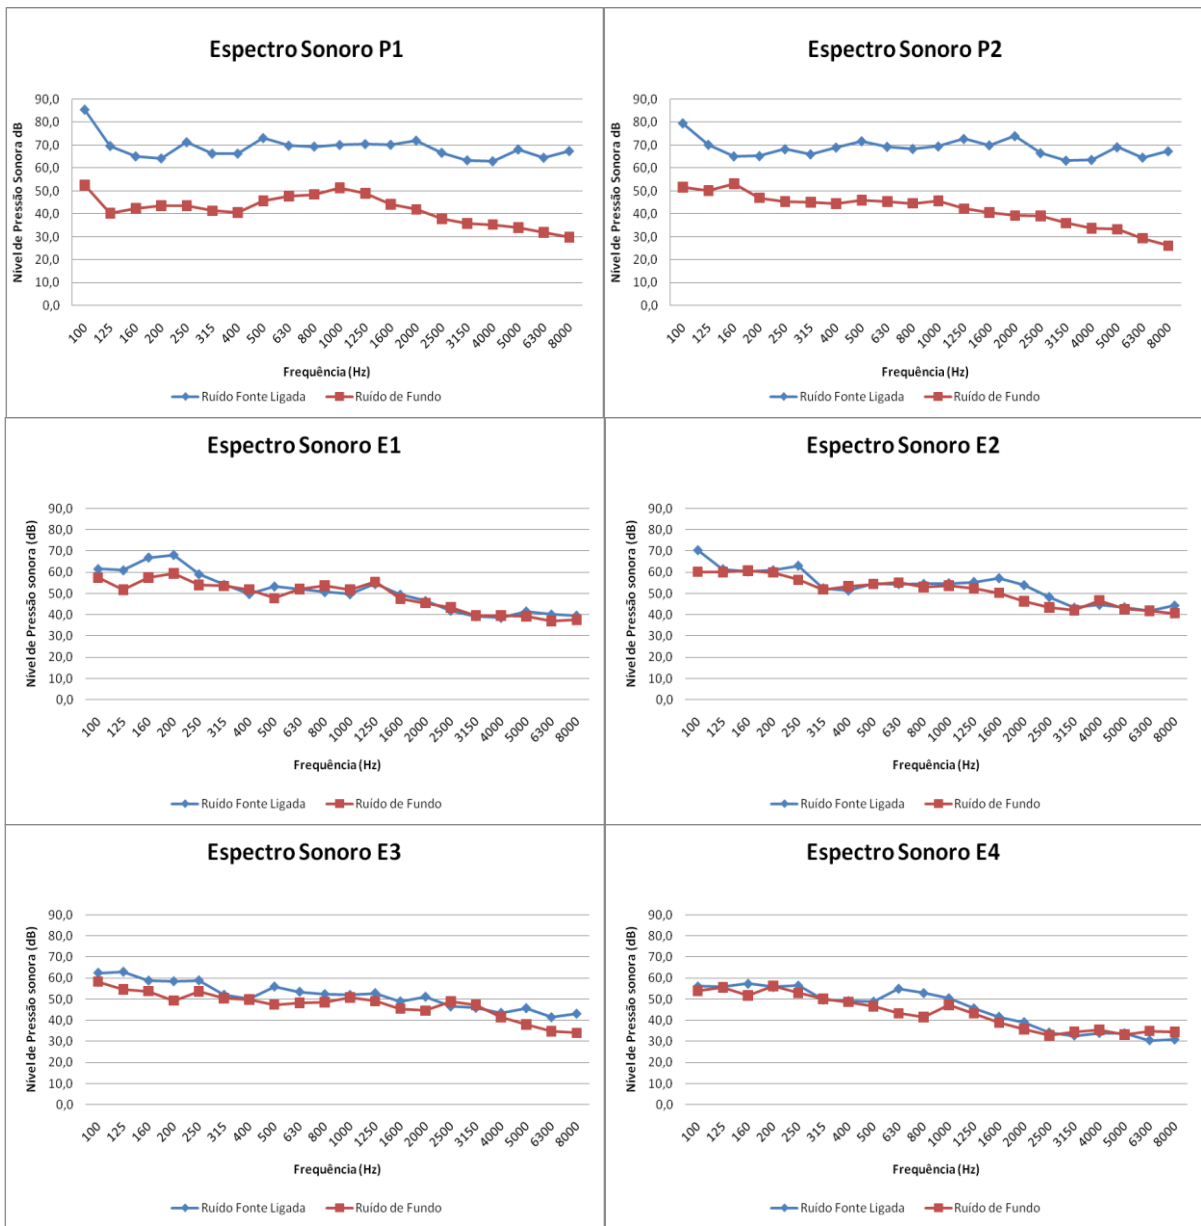 Espectro Sonoro P1
Nível de Pressão Sonora dB
90,0
80,0
70,0
60,0
50,0
40,0
30,0
20,0
10,0
0,0
100 125 160 200 250 315 400 500 630 800 1000 1250 1600 2000 2500 3150 4000 5000 6300 8000
Frequência (Hz)
Ruído Fonte Ligada Ruído de Fundo
Espectro Sonoro P2
Nível de Pressão Sonora dB
90,0
80,0
70,0
60,0
50,0
40,0
30,0
20,0
10,0
0,0
100 125 160 200 250 315 400 500 630 800 1000 1250 1600 2000 2500 3150 4000 5000 6300 8000
Frequência (Hz)
Ruído Fonte Ligada Ruído de Fundo
Espectro Sonoro E1
Nível de Pressão sonora (dB)
90,0
80,0
70,0
60,0
50,0
40,0
30,0
20,0
10,0
0,0
100 125 160 200 250 315 400 500 630 800 1000 1250 1600 2000 2500 3150 4000 5000 6300 8000
Frequência (Hz)
Ruído Fonte Ligada Ruído de Fundo
Espectro Sonoro E2
Nível de Pressão sonora (dB)
90,0
80,0
70,0
60,0
50,0
40,0
30,0
20,0
10,0
0,0
100 125 160 200 250 315 400 500 630 800 1000 1250 1600 2000 2500 3150 4000 5000 6300 8000
Frequência (Hz)
Ruído Fonte Ligada Ruído de Fundo
Espectro Sonoro E3
Nível de Pressão sonora (dB)
90,0
80,0
70,0
60,0
50,0
40,0
30,0
20,0
10,0
0,0
100 125 160 200 250 315 400 500 630 800 1000 1250 1600 2000 2500 3150 4000 5000 6300 8000
Frequência (Hz)
Ruído Fonte Ligada Ruído de Fundo
Espectro Sonoro E4
Nível de Pressão sonora (dB)
90,0
80,0
70,0
60,0
50,0
40,0
30,0
20,0
10,0
0,0
100 125 160 200 250 315 400 500 630 800 1000 1250 1600 2000 2500 3150 4000 5000 6300 8000
Frequência (Hz)
Ruído Fonte Ligada Ruído de Fundo